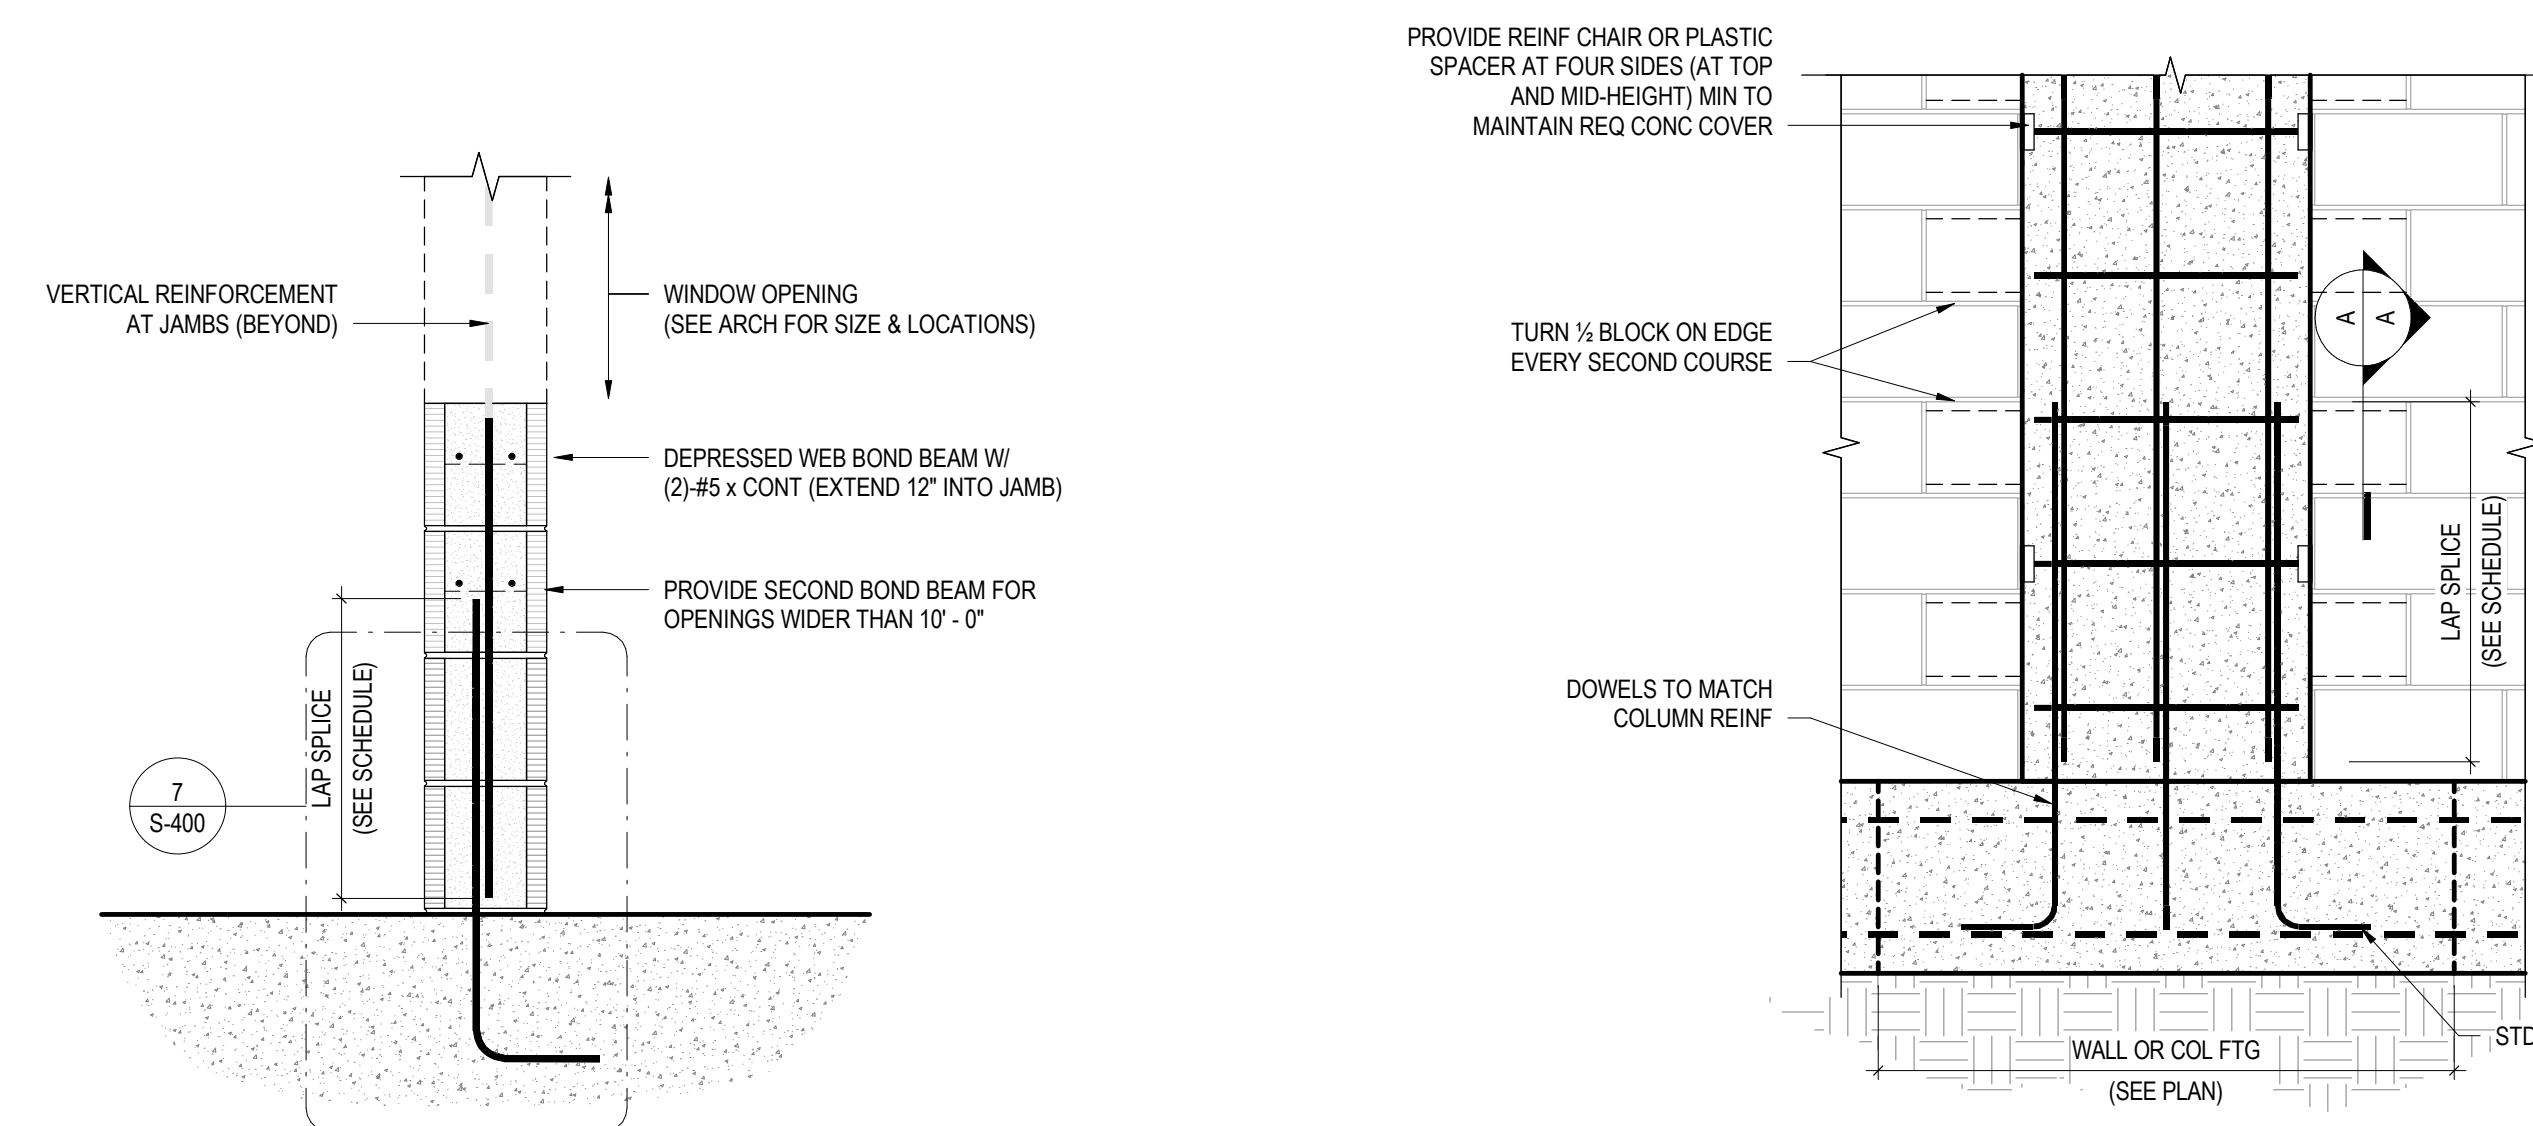 VERTICAL REINFORCEMENT
AT JAMBS (BEYOND)
WINDOW OPENING
(SEE ARCH FOR SIZE & LOCATIONS)
DEPRESSED WEB BOND BEAM W/
(2)-#5 x CONT (EXTEND 12" INTO JAMB)
PROVIDE SECOND BOND BEAM FOR
OPENINGS WIDER THAN 10' - 0"
LAP SPLICE
(SEE SCHEDULE)
7
S-400
PROVIDE REINF CHAIR OR PLASTIC
SPACER AT FOUR SIDES (AT TOP
AND MID-HEIGHT) MIN TO
MAINTAIN REQ CONC COVER
TURN ½ BLOCK ON EDGE
EVERY SECOND COURSE
A
A
LAP SPLICE
(SEE SCHEDULE)
DOWELS TO MATCH
COLUMN REINF
STD
WALL OR COL FTG
(SEE PLAN)